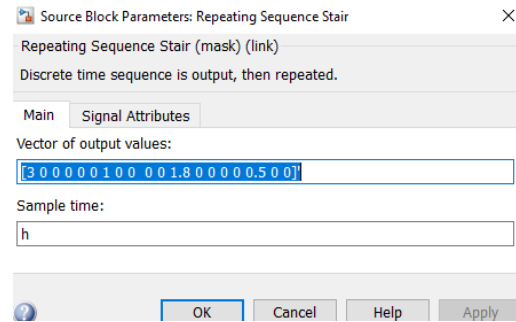 Source Block Parameters: Repeating Sequence Stair
Repeating Sequence Stair (mask) (link)
Discrete time sequence is output, then repeated.
Main Signal Attributes
Vector of output values:
[3 0 0 0 0 0 1 0 0  0 0 1.8 0 0 0 0 0.5 0 0]'
Sample time:
h
OK Cancel Help Apply